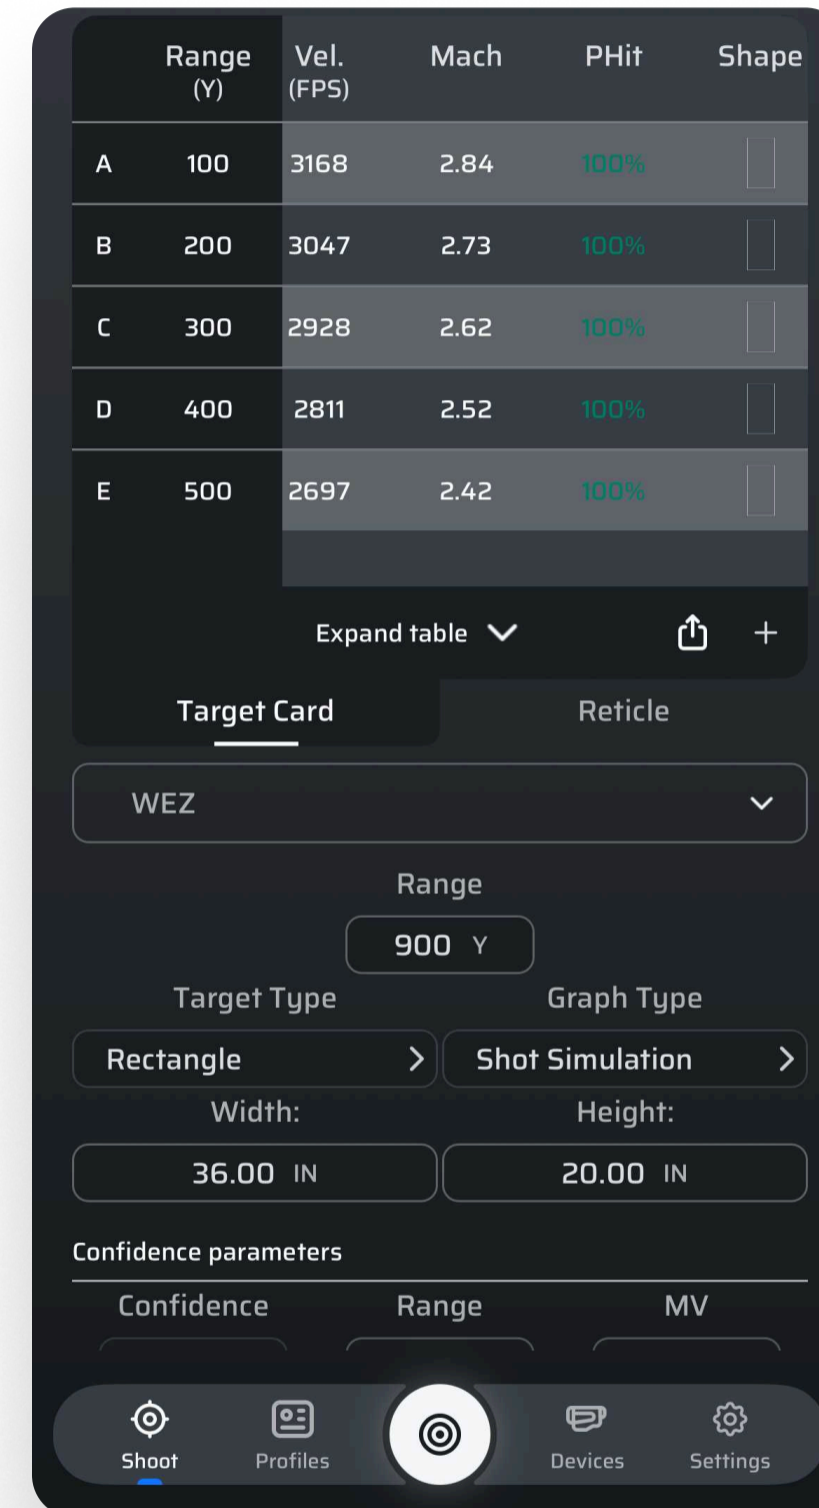 Range Vel. Mach PHit Shape
(Y) (FPS)
A 100 3168 2.84 100%
B 200 3047 2.73 100%
C 300 2928 2.62 100%
D 400 2811 2.52 100%
E 500 2697 2.42 100%
Expand table
Target Card Reticle
WEZ
Range
900 Y
Target Type Graph Type
Rectangle Shot Simulation
Width: Height:
36.00 IN 20.00 IN
Confidence parameters
Confidence Range MV
Shoot Profiles Devices Settings